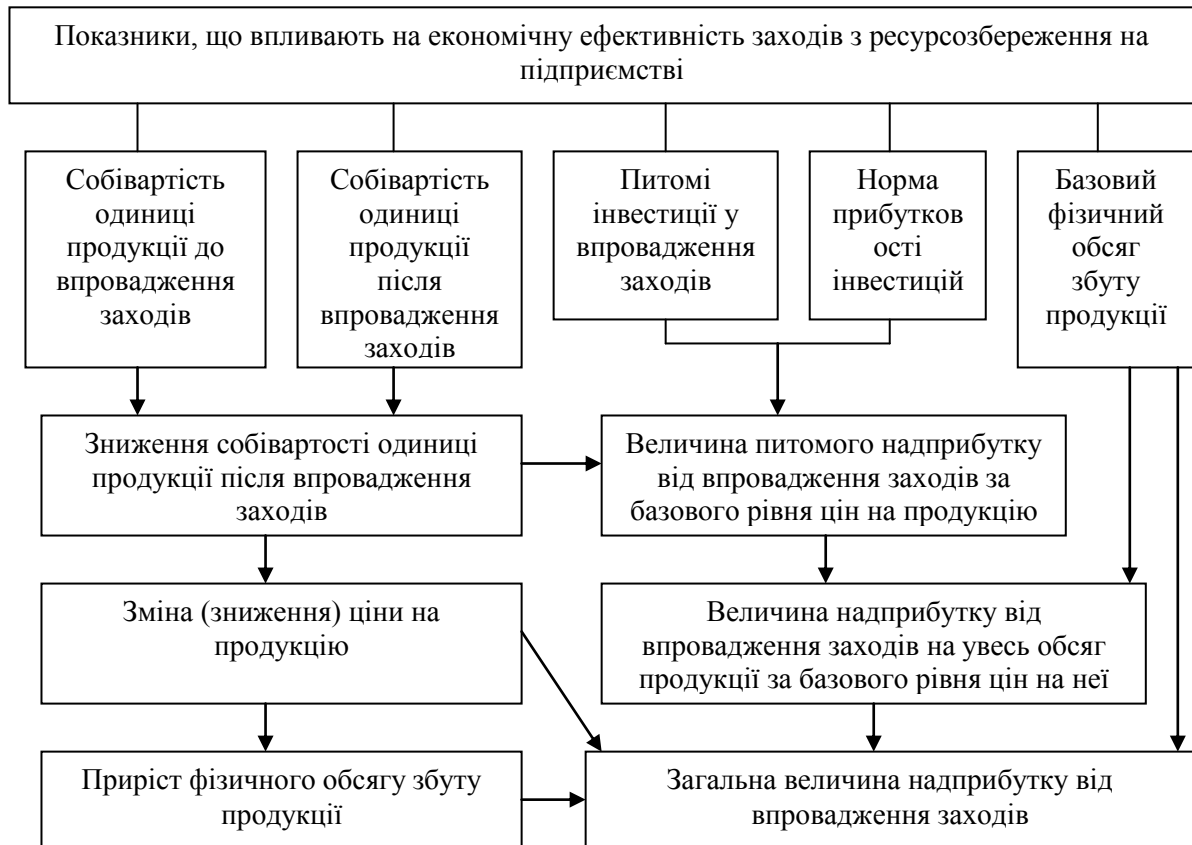 Показники, що впливають на економічну ефективність заходів з ресурсозбереження на
підприємстві
Собівартість
одиниці
продукції до
впровадження
заходів
Собівартість
одиниці
продукції
після
впровадження
заходів
Питомі
інвестиції у
впровадження
заходів
Норма
прибутков
ості
інвестицій
Базовий
фізичний
обсяг
збуту
продукції
Зниження собівартості одиниці
продукції після впровадження
заходів
Величина питомого надприбутку
від впровадження заходів за
базового рівня цін на продукцію
Зміна (зниження) ціни на
продукцію
Величина надприбутку від
впровадження заходів на увесь обсяг
продукції за базового рівня цін на неї
Приріст фізичного обсягу збуту
продукції
Загальна величина надприбутку від
впровадження заходів